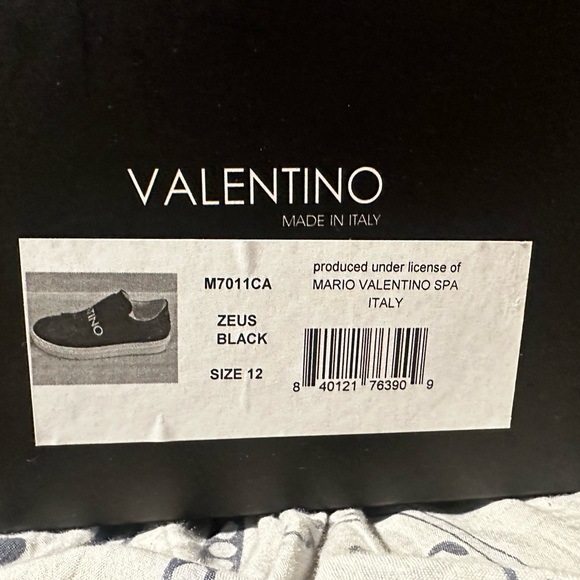 VALENTINO
MADE IN ITALY
M7011CA
ZEUS
BLACK
SIZE 12
produced under license of
MARIO VALENTINO SPA
ITALY
8 40121 76390 9